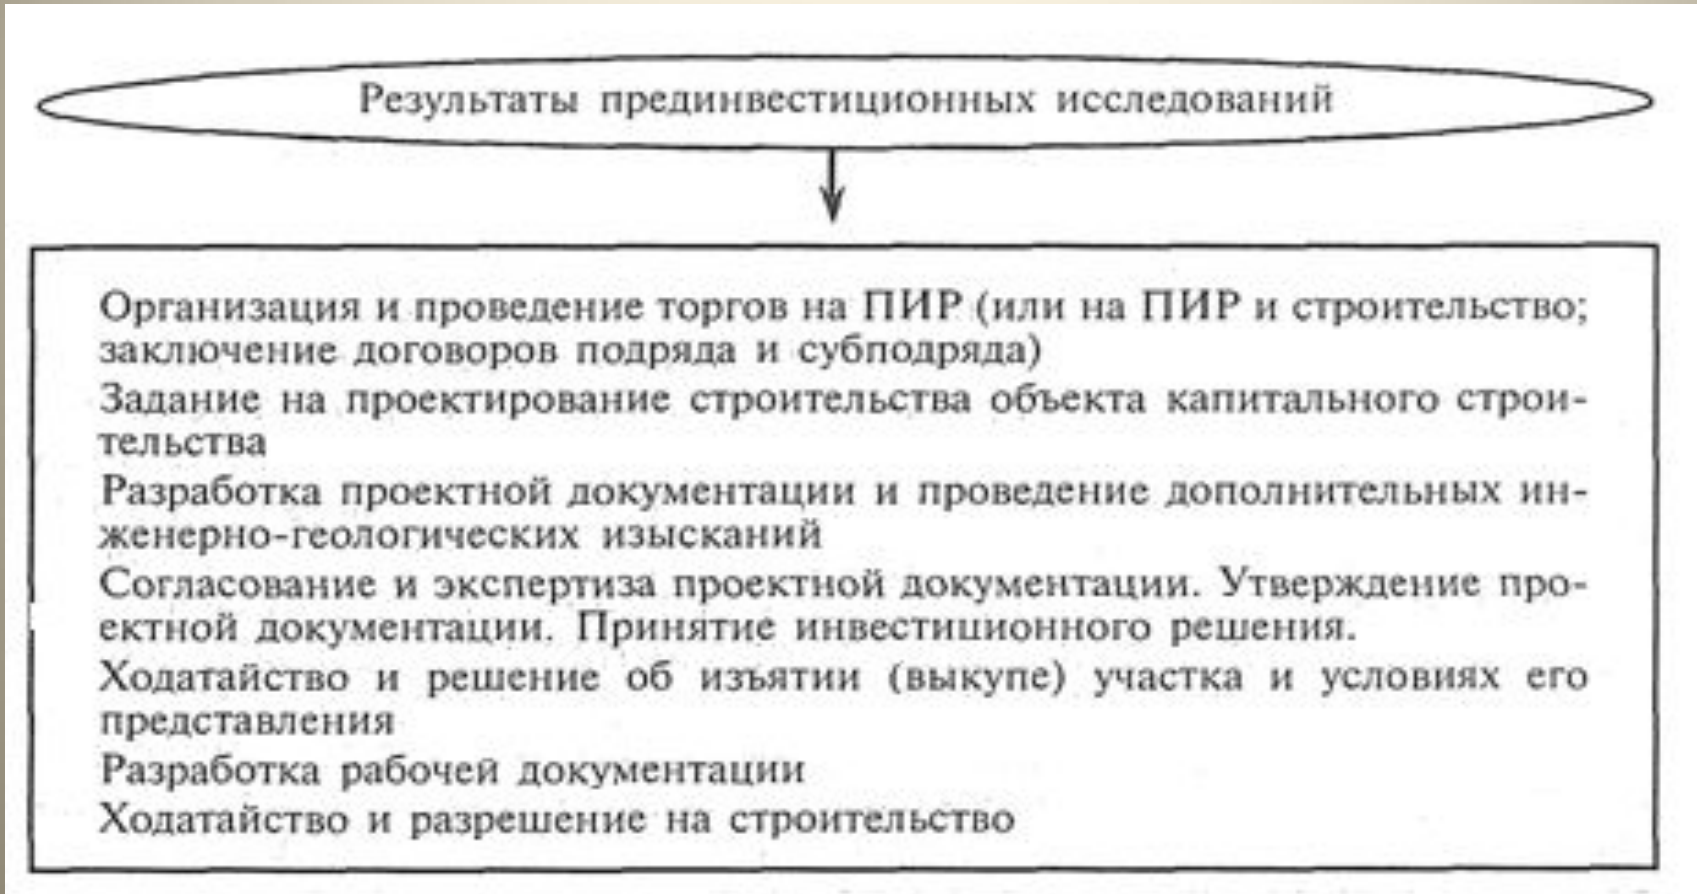 Результаты прединвестиционных исследований
Организация и проведение торгов на ПИР (или на ПИР и строительство;
заключение договоров подряда и субподряда)
Задание на проектирование строительства объекта капитального строи-
тельства
Разработка проектной документации и проведение дополнительных ин-
женерно-геологических изысканий
Согласование и экспертиза проектной документации. Утверждение про-
ектной документации. Принятие инвестиционного решения.
Ходатайство и решение об изъятии (выкупе) участка и условиях его
представления
Разработка рабочей документации
Ходатайство и разрешение на строительство